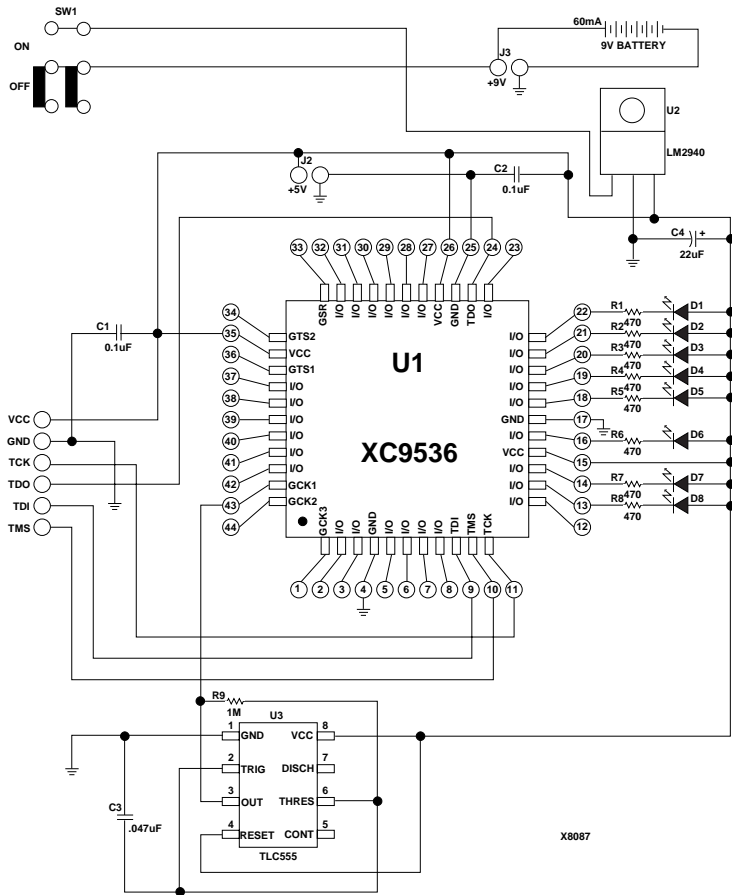 SW1
ON
OFF
60mA
9V BATTERY
J3
+9V
U2
LM2940
J2
+5V
C2
0.1uF
C4 +
22uF
33 32 31 30 29 28 27 26 25 24 23
GSR I/O I/O I/O I/O I/O I/O VCC GND TDO I/O
34 GTS2
35 VCC
36 GTS1
37 I/O
38 I/O
39 I/O
40 I/O
41 I/O
42 I/O
43 GCK1
44 GCK2
C1
0.1uF
VCC
GND
TCK
TDO
TDI
TMS
U1
XC9536
I/O 22 R1 470 D1
I/O 21 R2 470 D2
I/O 20 R3 470 D3
I/O 19 R4 470 D4
I/O 18 R5 470 D5
GND 17
I/O 16 R6 470 D6
VCC 15
I/O 14 R7 470 D7
I/O 13 R8 470 D8
I/O 12
GCK3 I/O I/O GND I/O I/O I/O I/O TDI TMS TCK
1 2 3 4 5 6 7 8 9 10 11
R9
1M
U3
1 GND VCC 8
2 TRIG DISCH 7
3 OUT THRES 6
4 RESET CONT 5
TLC555
C3
.047uF
X8087